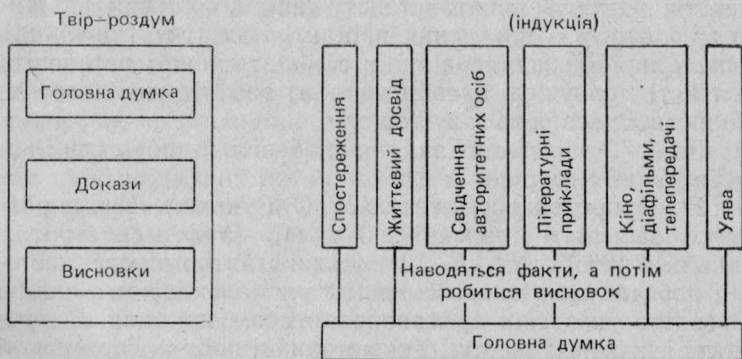 Твір—роздум
Головна думка
Докази
Висновки
(індукція)
Спостереження
Життєвий досвід
Свідчення
авторитетних осіб
Літературні
приклади
Кіно,
діафільми,
телепередачі
Уява
Наводяться факти, а потім
робиться висновок
Головна думка